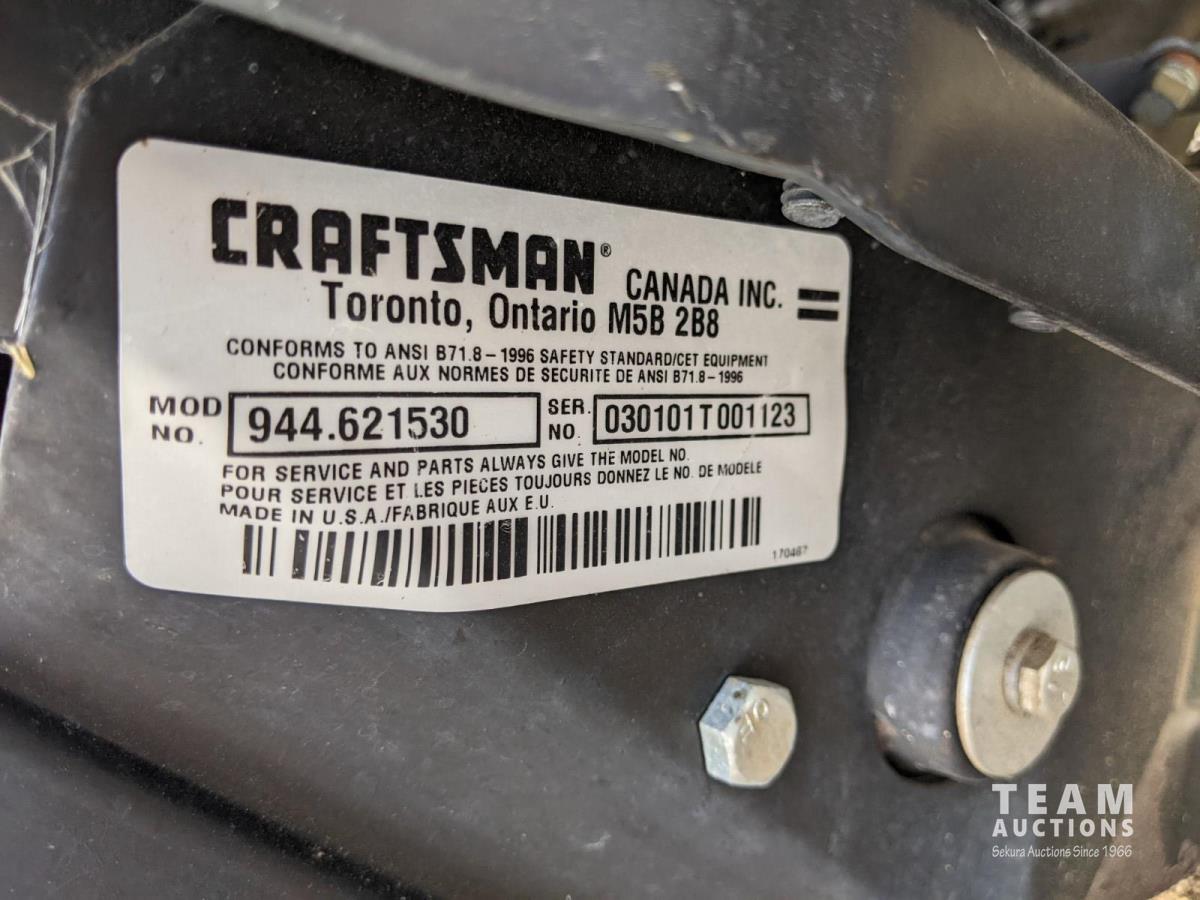 CRAFTSMAN® CANADA INC.
Toronto, Ontario M5B 2B8
CONFORMS TO ANSI B71.8–1996 SAFETY STANDARD/CET EQUIPMENT
CONFORME AUX NORMES DE SECURITE DE ANSI B71.8–1996
MOD NO. 944.621530 SER. NO. 030101T001123
FOR SERVICE AND PARTS ALWAYS GIVE THE MODEL NO.
POUR SERVICE ET LES PIECES TOUJOURS DONNEZ LE NO. DE MODELE
MADE IN U.S.A./FABRIQUE AUX E.U.
170467
TEAM
AUCTIONS
Sekura Auctions Since 1966